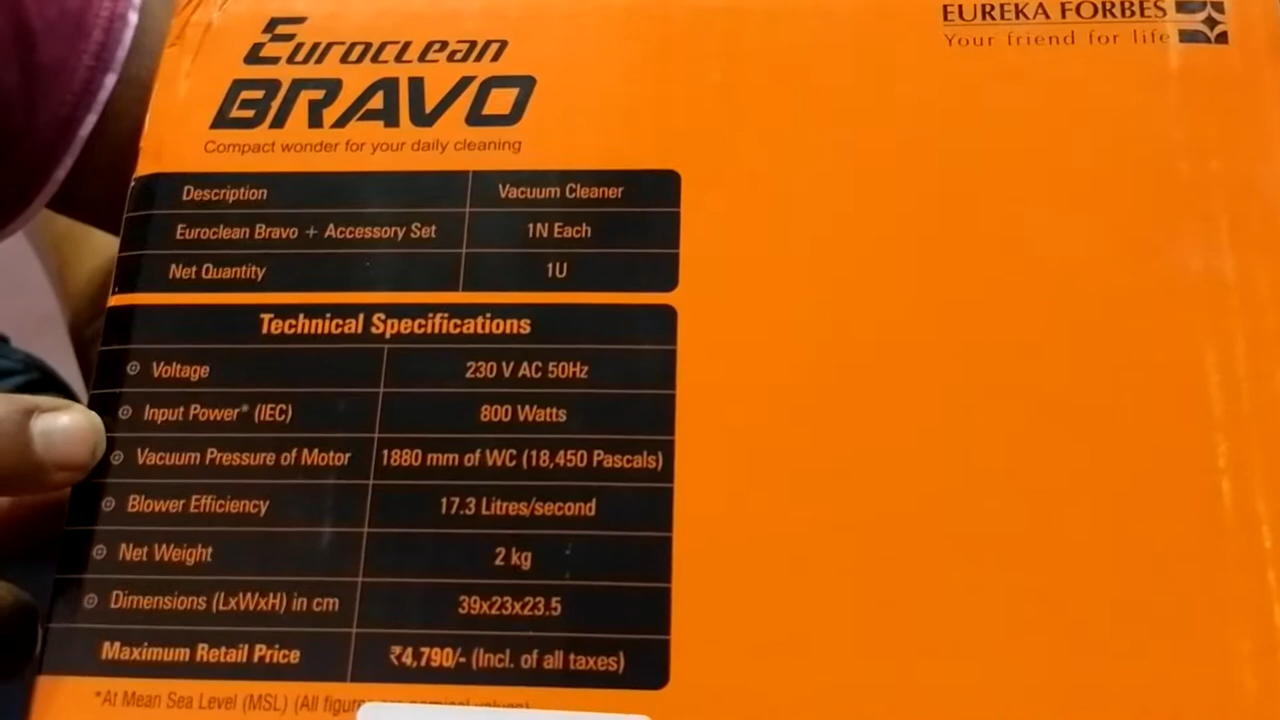 EUREKA FORBES
Your friend for life
Euroclean
BRAVO
Compact wonder for your daily cleaning
Description Vacuum Cleaner
Euroclean Bravo + Accessory Set 1N Each
Net Quantity 1U
Technical Specifications
Voltage 230 V AC 50Hz
Input Power* (IEC) 800 Watts
Vacuum Pressure of Motor 1880 mm of WC (18,450 Pascals)
Blower Efficiency 17.3 Litres/second
Net Weight 2 kg
Dimensions (LxWxH) in cm 39x23x23.5
Maximum Retail Price ₹4,790/- (Incl. of all taxes)
*At Mean Sea Level (MSL) (All